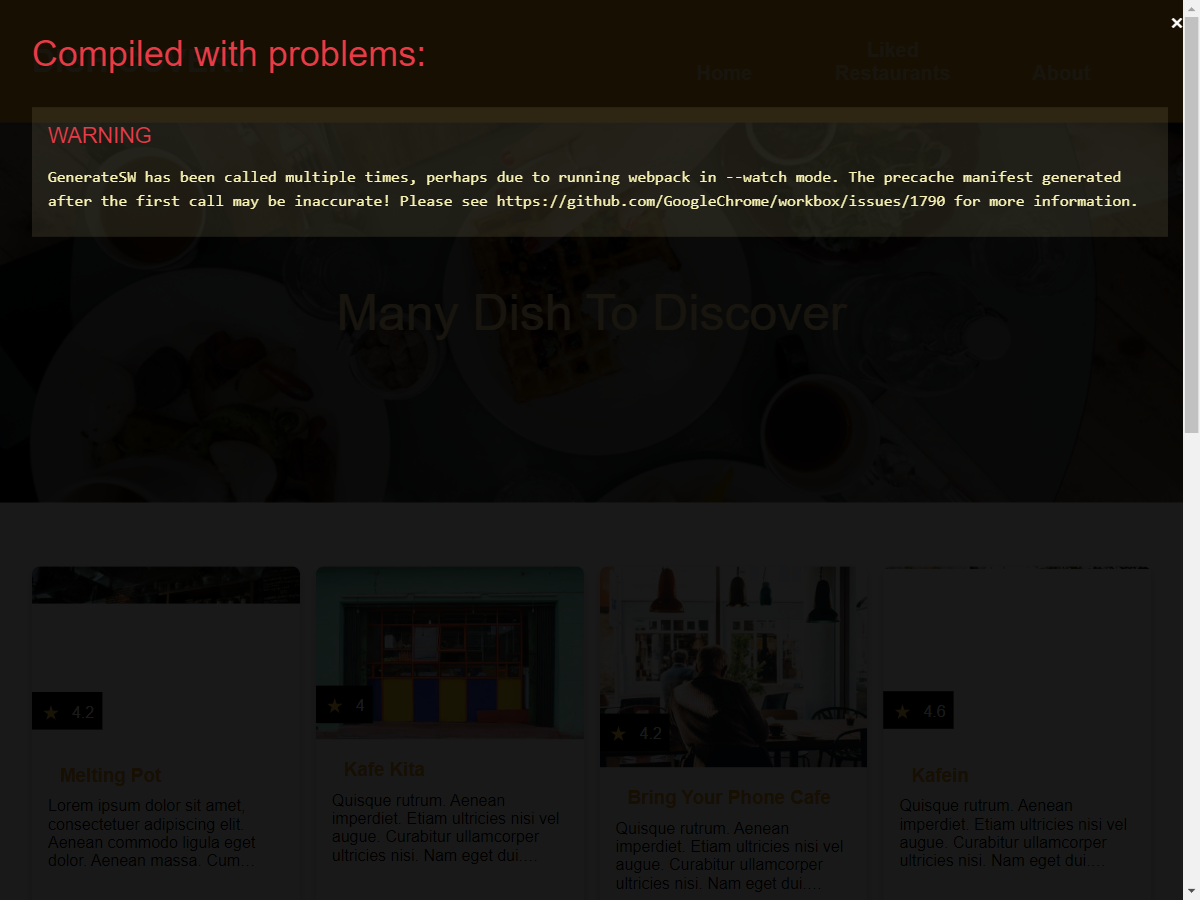 Compiled with problems:
×
Home
Liked
Restaurants
About
WARNING
GenerateSW has been called multiple times, perhaps due to running webpack in --watch mode. The precache manifest generated
after the first call may be inaccurate! Please see https://github.com/GoogleChrome/workbox/issues/1790 for more information.
Many Dish To Discover
★ 4.2
★ 4
★ 4.2
★ 4.6
Melting Pot
Lorem ipsum dolor sit amet,
consectetuer adipiscing elit.
Aenean commodo ligula eget
dolor. Aenean massa. Cum…
Kafe Kita
Quisque rutrum. Aenean
imperdiet. Etiam ultricies nisi vel
augue. Curabitur ullamcorper
ultricies nisi. Nam eget dui.…
Bring Your Phone Cafe
Quisque rutrum. Aenean
imperdiet. Etiam ultricies nisi vel
augue. Curabitur ullamcorper
ultricies nisi. Nam eget dui.…
Kafein
Quisque rutrum. Aenean
imperdiet. Etiam ultricies nisi vel
augue. Curabitur ullamcorper
ultricies nisi. Nam eget dui.…